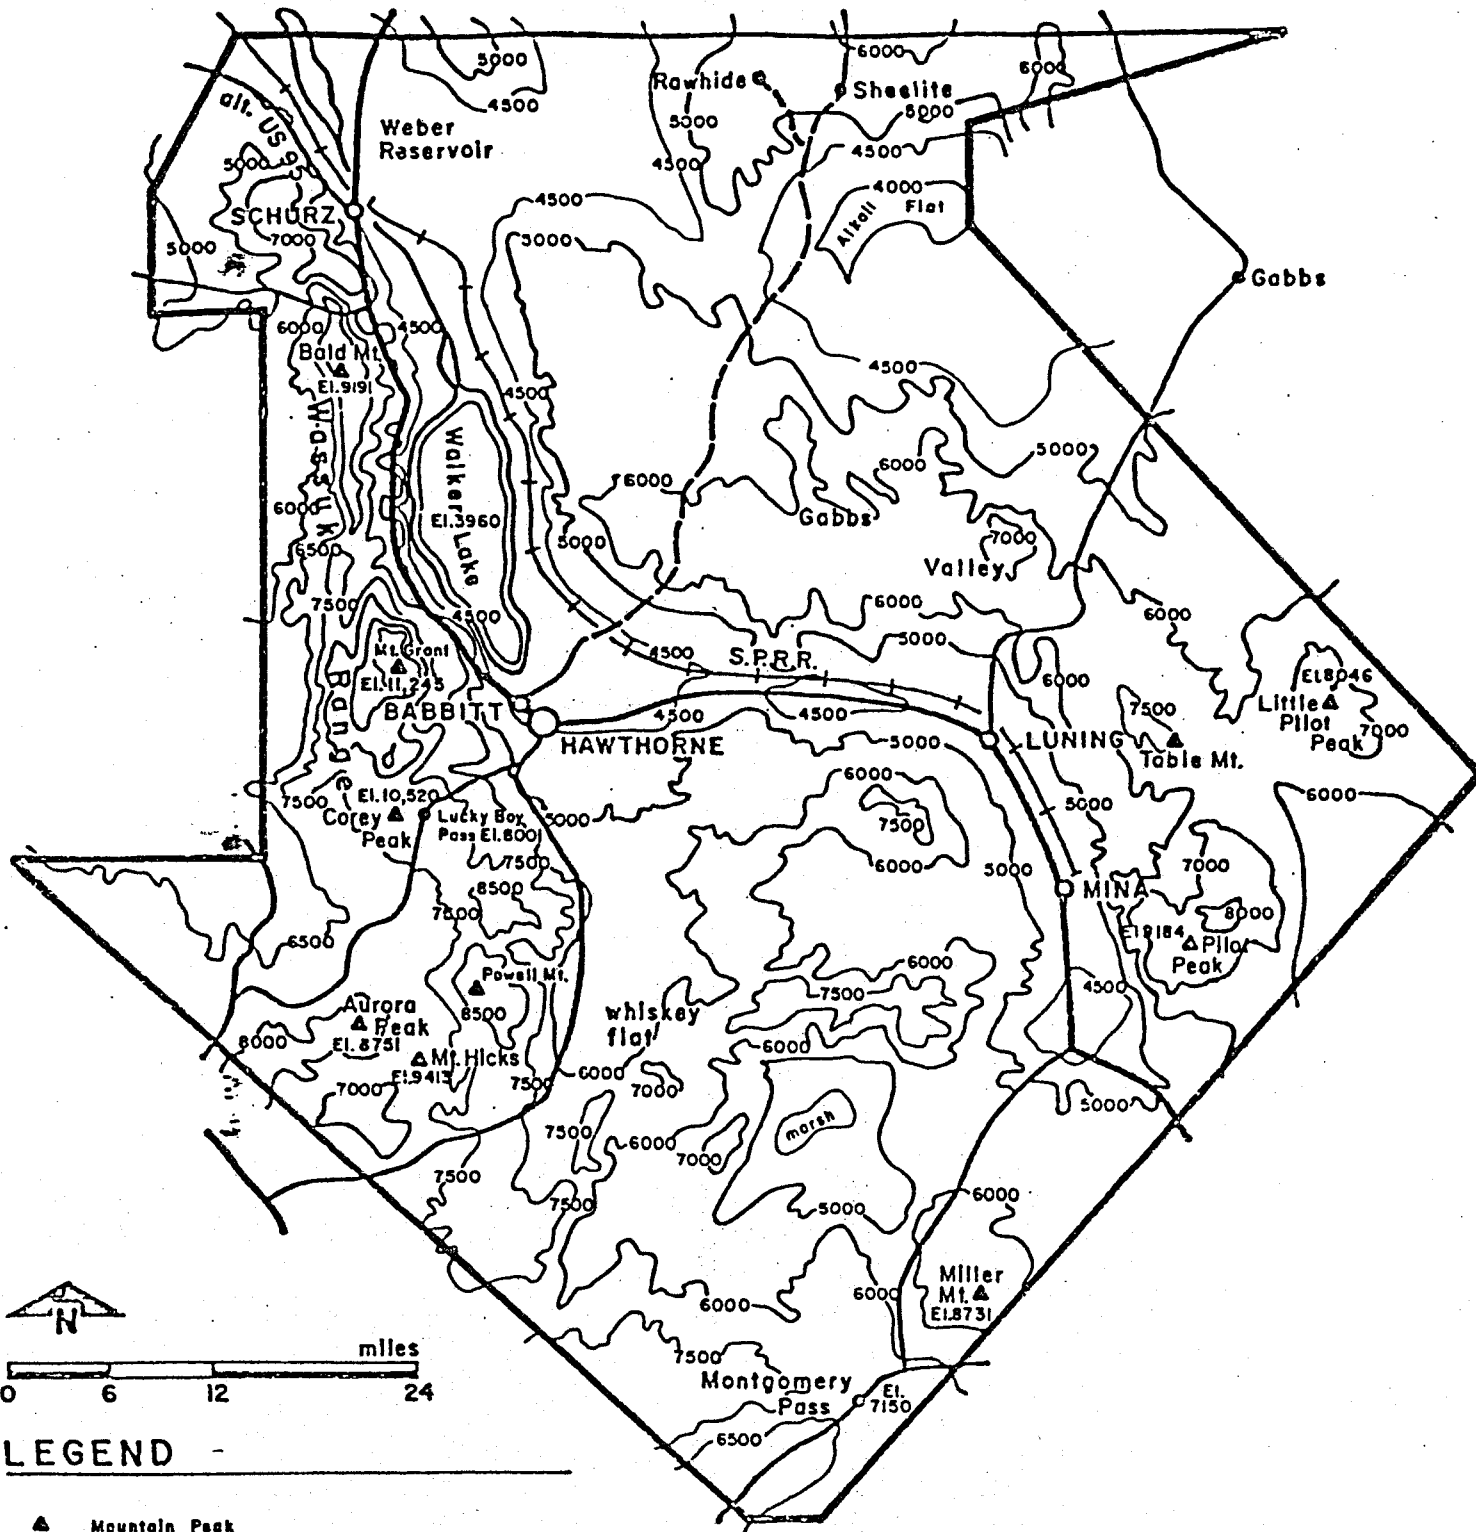 5000
6000
Rawhide
Sheelite
6000
4500
5000
alt. US 95
Weber
Raservoir
5000
4500
5000
4500
4500
4000
Alkali Flat
SCHURZ
7000
5000
4500
5000
Gabbs
6000
4500
Bald Mt.
El.9191
4500
4500
Wassuk Range
Walker Lake
El.3960
6000
6000
5000
6000
Gabbs
Valley
7000
6500
5000
7500
4500
6000
6000
Mt. Grant
El.11,245
4500
S.P.R.R.
5000
6000
El.8046
Little
Pilot
Peak
7000
7500
BABBITT
4500
4500
HAWTHORNE
5000
LUNING
Table Mt.
6000
7500
El.10,520
Corey
Peak
Lucky Boy
Pass El.8001
5000
7500
6000
7500
6000
5000
5000
7000
8500
7500
MINA
8000
6500
El.9184
Pilot
Peak
6000
7500
4500
Powell Mt.
8500
Aurora
Peak
El.8751
whiskey
flat
8000
Mt. Hicks
El.9413
6000
6000
7000
7000
7500
5000
marsh
7500
6000
7000
7500
7500
5000
6000
6000
6000
Miller
Mt.
El.8731
7500
Montgomery
Pass
El.
7150
6500
N
miles
0 6 12 24
LEGEND
Mountain Peak